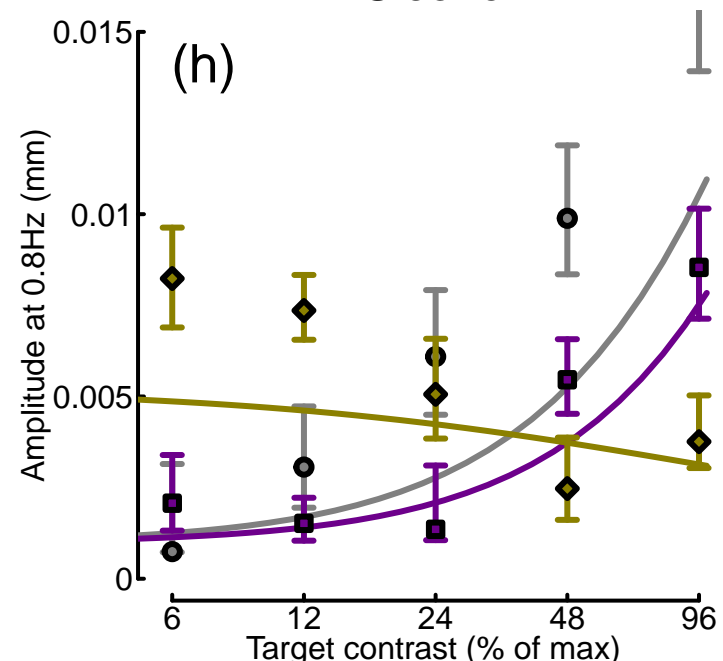 0.015
(h)
0.01
0.005
0
Amplitude at 0.8Hz (mm)
6 12 24 48 96
Target contrast (% of max)